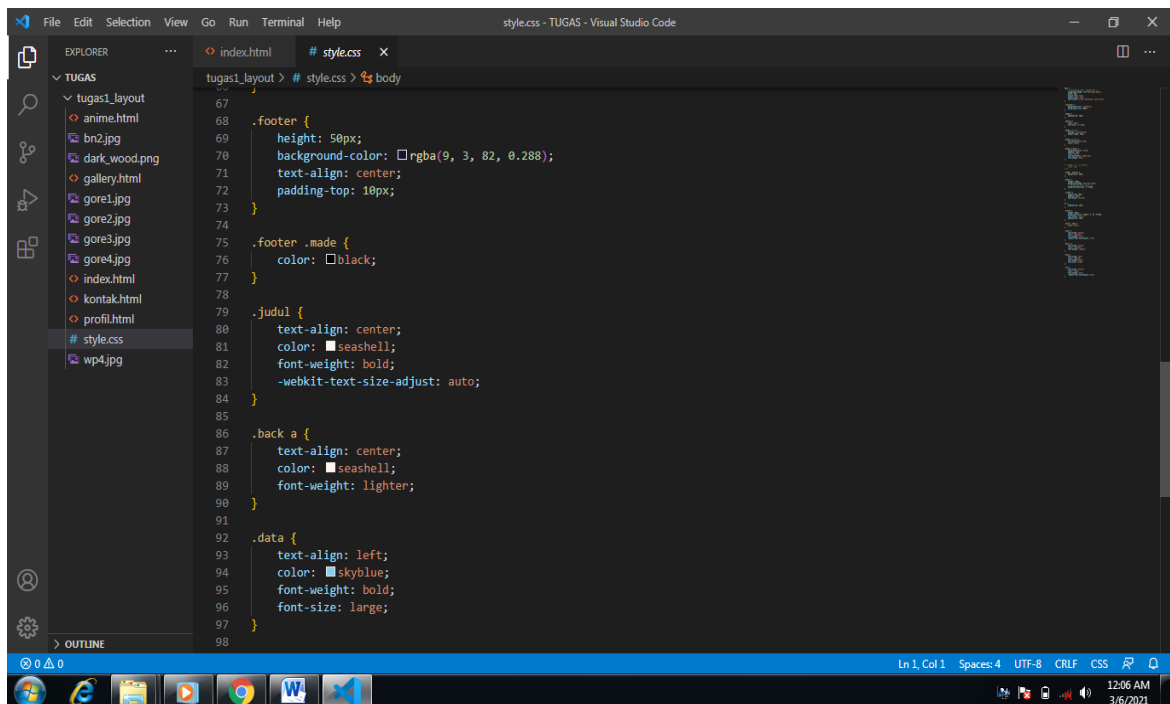 File Edit Selection View Go Run Terminal Help style.css - TUGAS - Visual Studio Code
EXPLORER
TUGAS
tugas1_layout
anime.html
bn2.jpg
dark_wood.png
gallery.html
gore1.jpg
gore2.jpg
gore3.jpg
gore4.jpg
index.html
kontak.html
profil.html
# style.css
wp4.jpg
OUTLINE
index.html # style.css
tugas1_layout > # style.css > body
67
68 .footer {
69 height: 50px;
70 background-color: rgba(9, 3, 82, 0.288);
71 text-align: center;
72 padding-top: 10px;
73 }
74
75 .footer .made {
76 color: black;
77 }
78
79 .judul {
80 text-align: center;
81 color: seashell;
82 font-weight: bold;
83 -webkit-text-size-adjust: auto;
84 }
85
86 .back a {
87 text-align: center;
88 color: seashell;
89 font-weight: lighter;
90 }
91
92 .data {
93 text-align: left;
94 color: skyblue;
95 font-weight: bold;
96 font-size: large;
97 }
98
0 0 Ln 1, Col 1 Spaces: 4 UTF-8 CRLF CSS
12:06 AM
3/6/2021